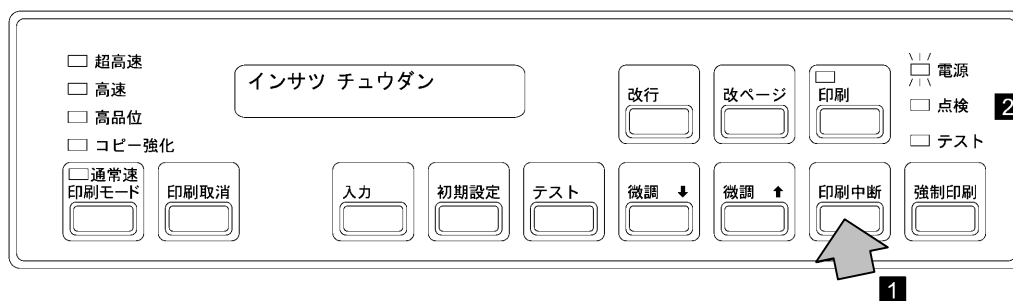 超高速
高速
高品位
コピー強化
通常速
印刷モード
印刷取消
インサツ チュウダン
入力
初期設定
テスト
改行
改ページ
印刷
微調 ⬇
微調 ⬆
印刷中断
強制印刷
電源
点検
テスト
2
1